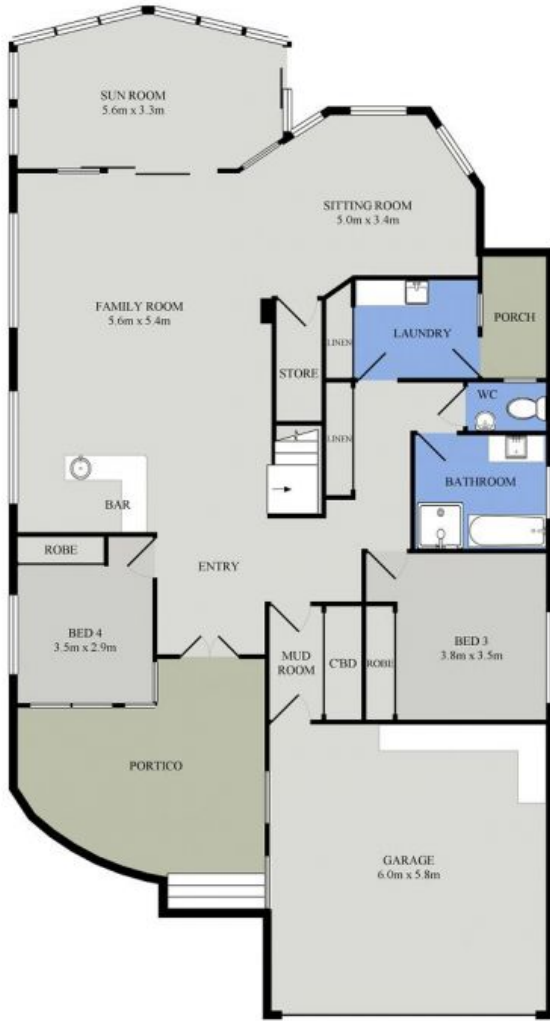 SUN ROOM
5.6m x 3.3m
SITTING ROOM
5.0m x 3.4m
FAMILY ROOM
5.6m x 5.4m
LINEN
LAUNDRY
PORCH
STORE
WC
LINEN
BATHROOM
BAR
ROBE
ENTRY
BED 4
3.5m x 2.9m
MUD
ROOM
C'BD
ROBE
BED 3
3.8m x 3.5m
PORTICO
GARAGE
6.0m x 5.8m